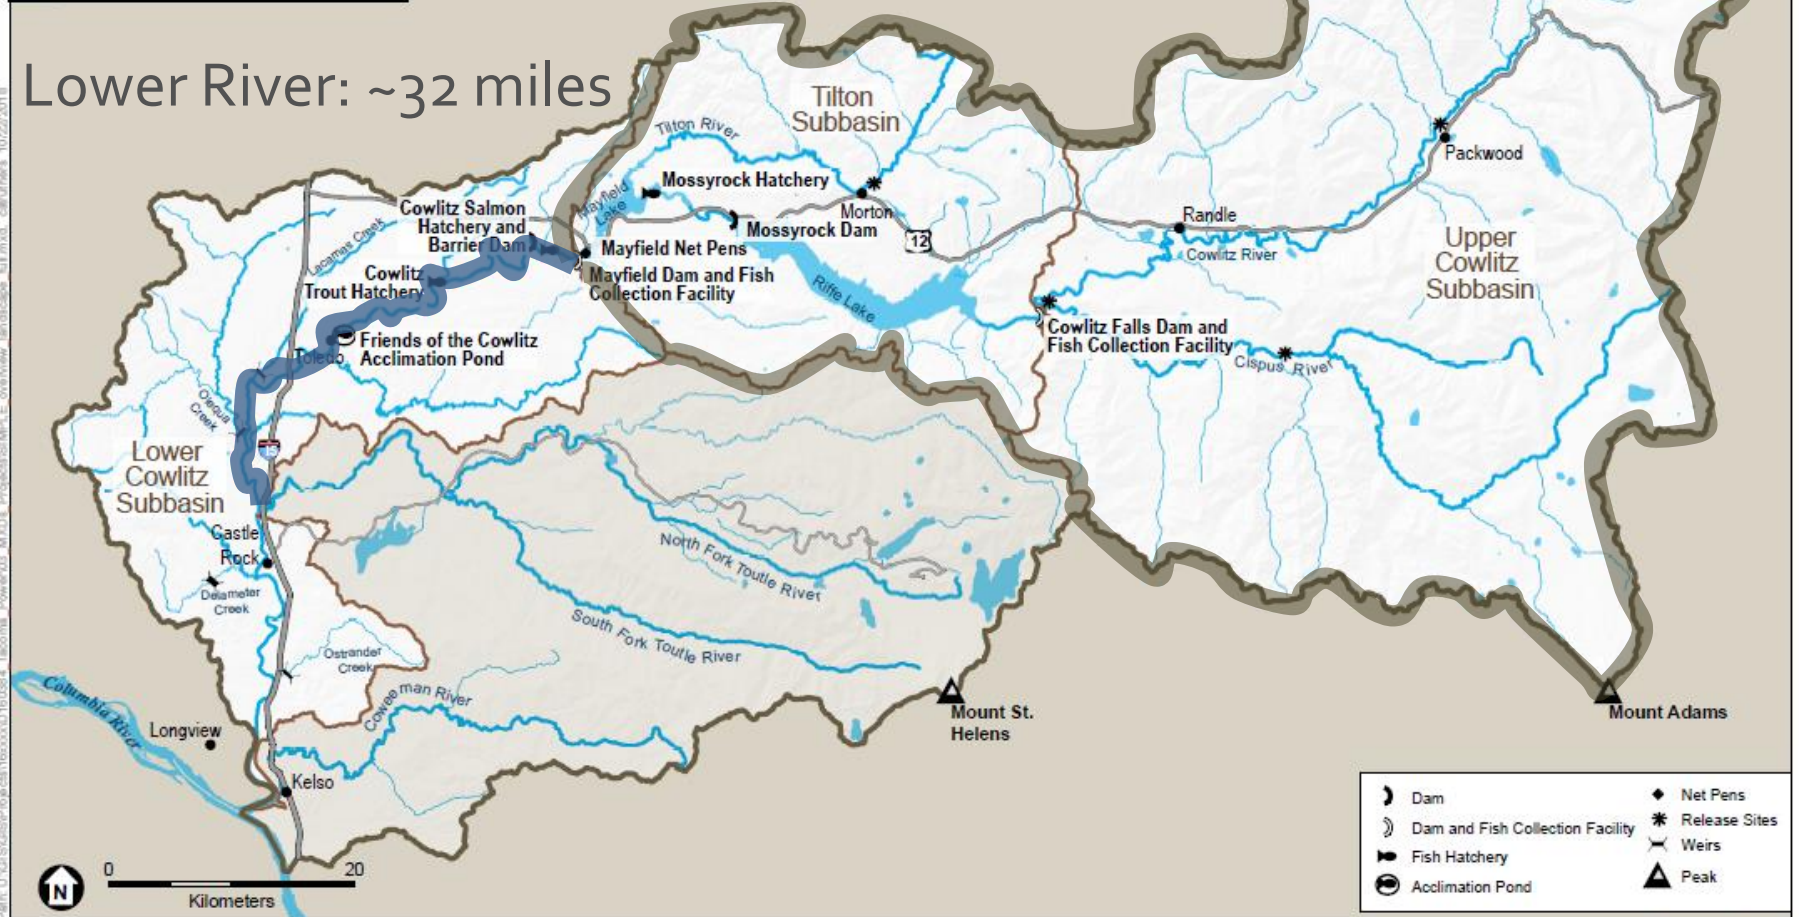 Lower River: ~32 miles
Tilton
Subbasin
Tilton River
Packwood
Mossyrock Hatchery
Mayfield
Lake
Morton
Mossyrock Dam
12
Randle
Cowlitz River
Upper
Cowlitz
Subbasin
Cowlitz Salmon
Hatchery and
Barrier Dam
Lacamas Creek
Mayfield Net Pens
Mayfield Dam and Fish
Collection Facility
Riffe Lake
Cowlitz
Trout Hatchery
Cowlitz Falls Dam and
Fish Collection Facility
Cispus River
Friends of the Cowlitz
Acclimation Pond
Toledo
Olequa
Creek
Lower
Cowlitz
Subbasin
Castle
Rock
Delameter
Creek
North Fork Toutle River
South Fork Toutle River
Ostrander
Creek
Coweeman River
Columbia River
Longview
Kelso
Mount St.
Helens
Mount Adams
N
0 20
Kilometers
Dam
Dam and Fish Collection Facility
Fish Hatchery
Acclimation Pond
Net Pens
Release Sites
Weirs
Peak